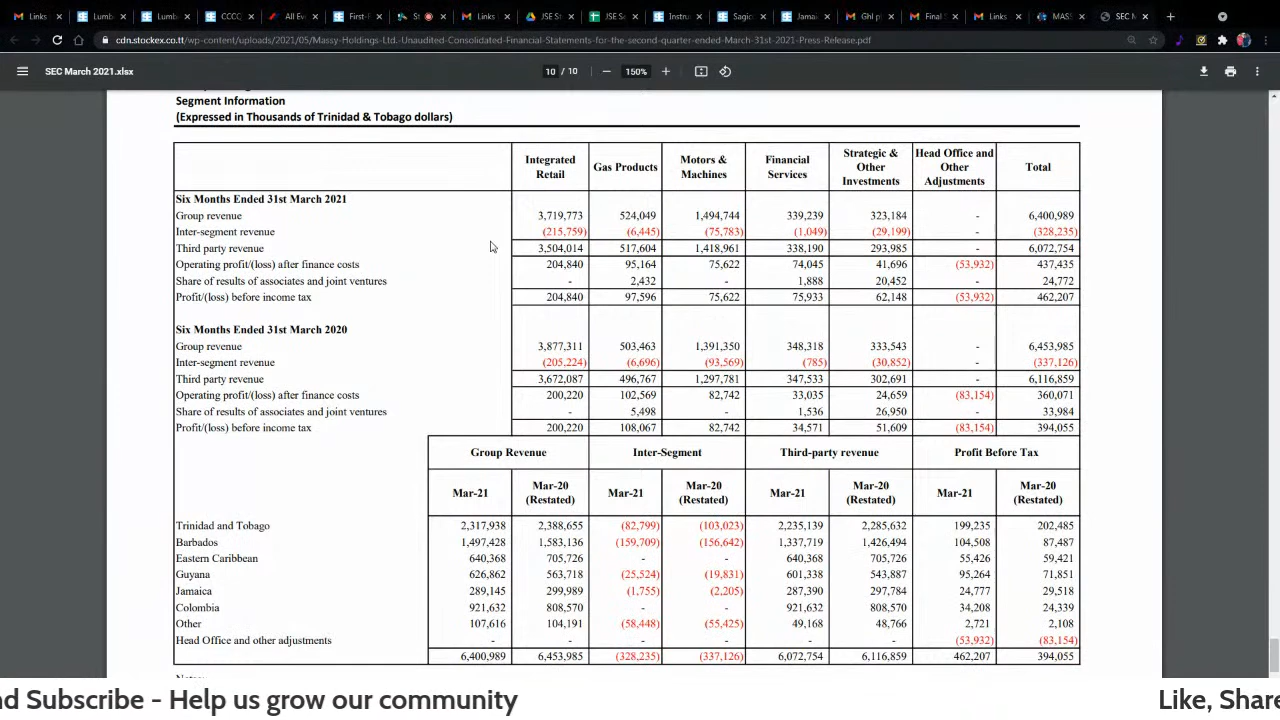 Links
Lumb
Lumb
CCCC
All Ev
First-
St
Links
JSE St
JSE Se
Instru
Sagic
Jamai
Ghl p
Final
Links
MASS
SEC M
cdn.stockex.co.tt/wp-content/uploads/2021/05/Massy-Holdings-Ltd.-Unaudited-Consolidated-Financial-Statements-for-the-second-quarter-ended-March-31st-2021-Press-Release.pdf
SEC March 2021.xlsx 10 / 10 150%
Segment Information
(Expressed in Thousands of Trinidad & Tobago dollars)
Integrated Retail Gas Products Motors & Machines Financial Services Strategic & Other Investments Head Office and Other Adjustments Total
Six Months Ended 31st March 2021
Group revenue 3,719,773 524,049 1,494,744 339,239 323,184 - 6,400,989
Inter-segment revenue (215,759) (6,445) (75,783) (1,049) (29,199) - (328,235)
Third party revenue 3,504,014 517,604 1,418,961 338,190 293,985 - 6,072,754
Operating profit/(loss) after finance costs 204,840 95,164 75,622 74,045 41,696 (53,932) 437,435
Share of results of associates and joint ventures - 2,432 - 1,888 20,452 - 24,772
Profit/(loss) before income tax 204,840 97,596 75,622 75,933 62,148 (53,932) 462,207
Six Months Ended 31st March 2020
Group revenue 3,877,311 503,463 1,391,350 348,318 333,543 - 6,453,985
Inter-segment revenue (205,224) (6,696) (93,569) (785) (30,852) - (337,126)
Third party revenue 3,672,087 496,767 1,297,781 347,533 302,691 - 6,116,859
Operating profit/(loss) after finance costs 200,220 102,569 82,742 33,035 24,659 (83,154) 360,071
Share of results of associates and joint ventures - 5,498 - 1,536 26,950 - 33,984
Profit/(loss) before income tax 200,220 108,067 82,742 34,571 51,609 (83,154) 394,055
Group Revenue Inter-Segment Third-party revenue Profit Before Tax
Mar-21 Mar-20 (Restated) Mar-21 Mar-20 (Restated) Mar-21 Mar-20 (Restated) Mar-21 Mar-20 (Restated)
Trinidad and Tobago 2,317,938 2,388,655 (82,799) (103,023) 2,235,139 2,285,632 199,235 202,485
Barbados 1,497,428 1,583,136 (159,709) (156,642) 1,337,719 1,426,494 104,508 87,487
Eastern Caribbean 640,368 705,726 - - 640,368 705,726 55,426 59,421
Guyana 626,862 563,718 (25,524) (19,831) 601,338 543,887 95,264 71,851
Jamaica 289,145 299,989 (1,755) (2,205) 287,390 297,784 24,777 29,518
Colombia 921,632 808,570 - - 921,632 808,570 34,208 24,339
Other 107,616 104,191 (58,448) (55,425) 49,168 48,766 2,721 2,108
Head Office and other adjustments - - - - - - (53,932) (83,154)
6,400,989 6,453,985 (328,235) (337,126) 6,072,754 6,116,859 462,207 394,055
nd Subscribe - Help us grow our community Like, Share